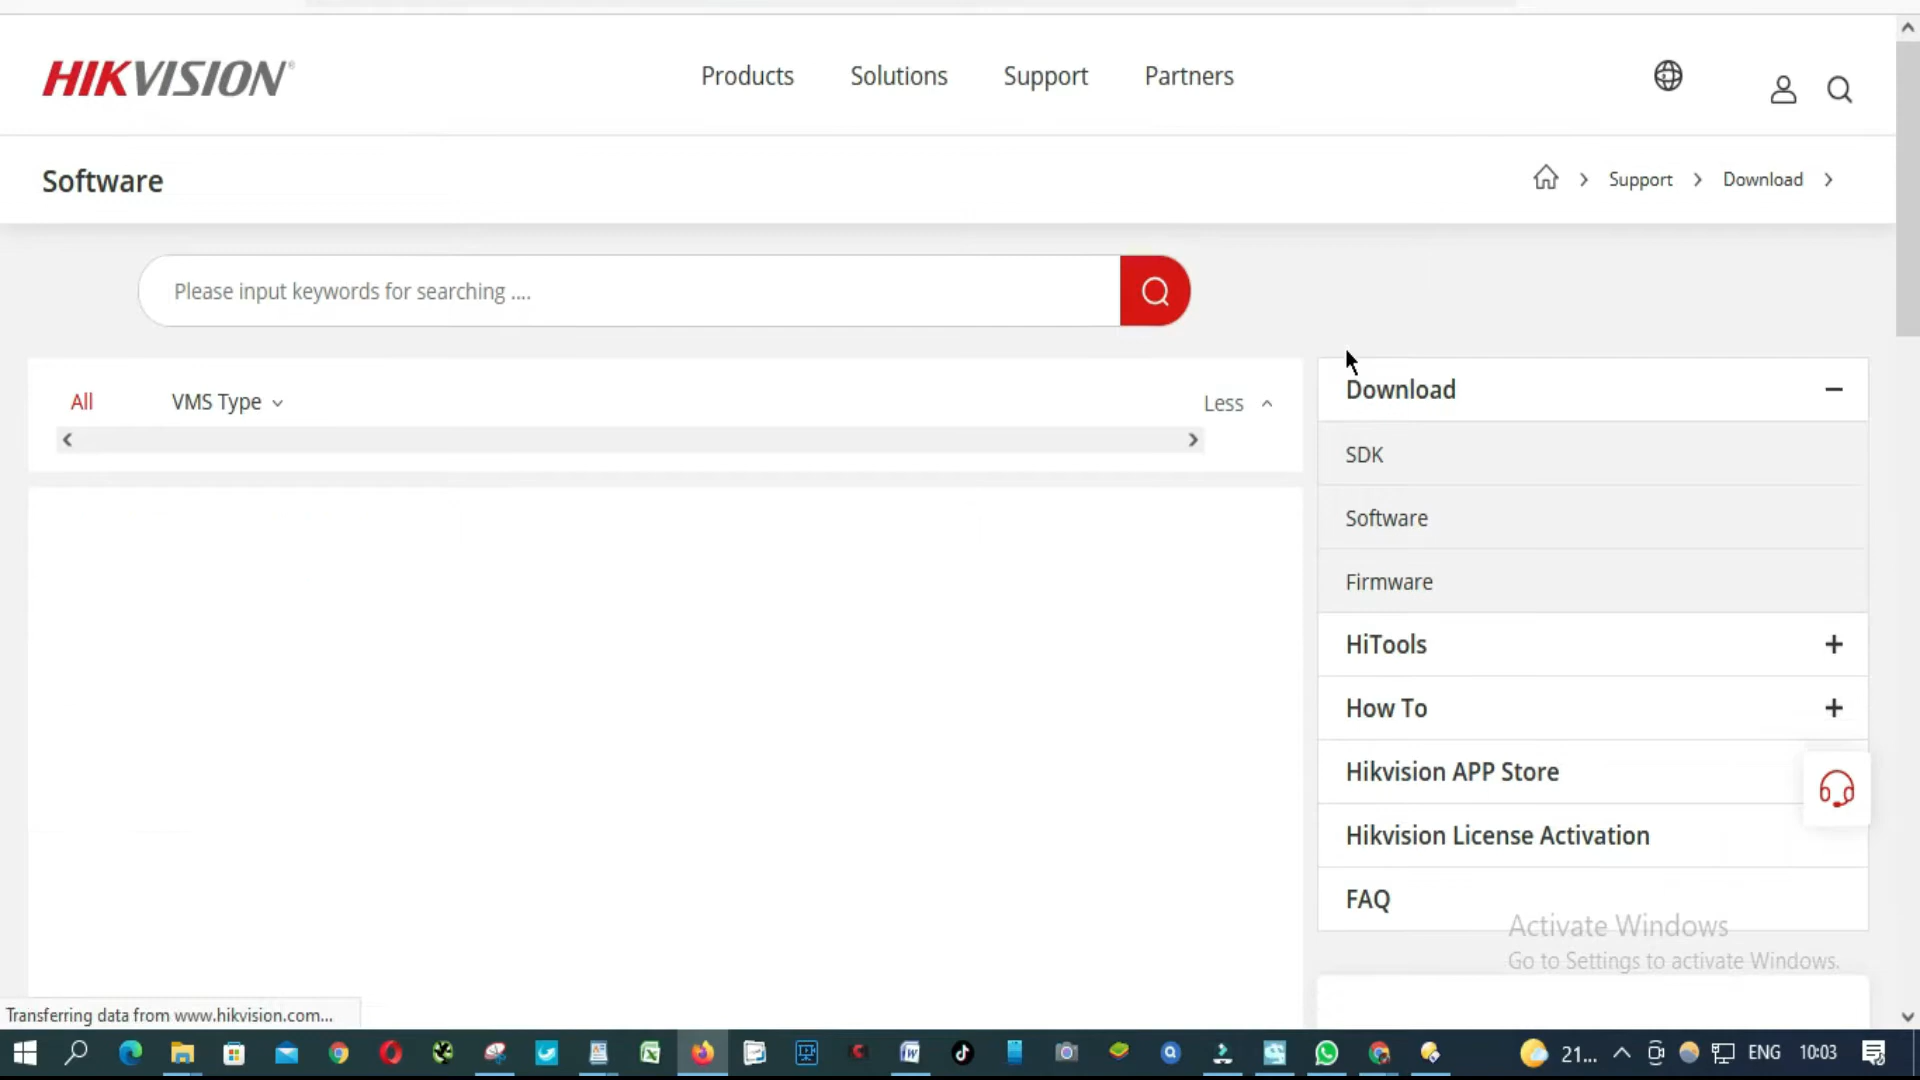 HIKVISION®
Products
Solutions
Support
Partners
Software
Support
Download
Please input keywords for searching ....
All
VMS Type
Less
Download
SDK
Software
Firmware
HiTools
How To
Hikvision APP Store
Hikvision License Activation
FAQ
Activate Windows
Go to Settings to activate Windows.
Transferring data from www.hikvision.com...
21...
ENG
10:03